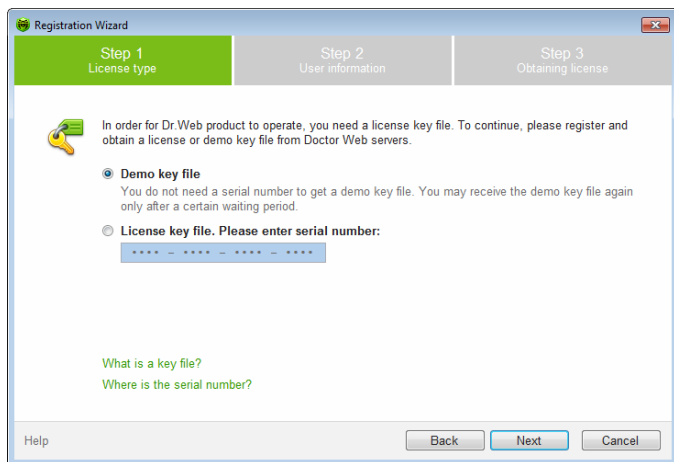 Registration Wizard
Step 1
License type
Step 2
User information
Step 3
Obtaining license
In order for Dr.Web product to operate, you need a license key file. To continue, please register and
obtain a license or demo key file from Doctor Web servers.
Demo key file
You do not need a serial number to get a demo key file. You may receive the demo key file again
only after a certain waiting period.
License key file. Please enter serial number:
**** – **** – **** – ****
What is a key file?
Where is the serial number?
Help
Back
Next
Cancel